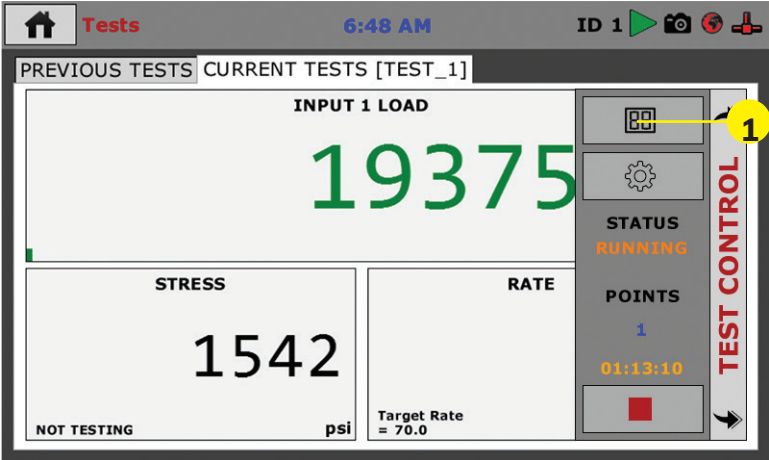 Tests
6:48 AM
ID 1
PREVIOUS TESTS
CURRENT TESTS [TEST_1]
INPUT 1 LOAD
19375
STRESS
1542
NOT TESTING
psi
RATE
Target Rate
= 70.0
88
1
STATUS
RUNNING
POINTS
1
01:13:10
TEST CONTROL